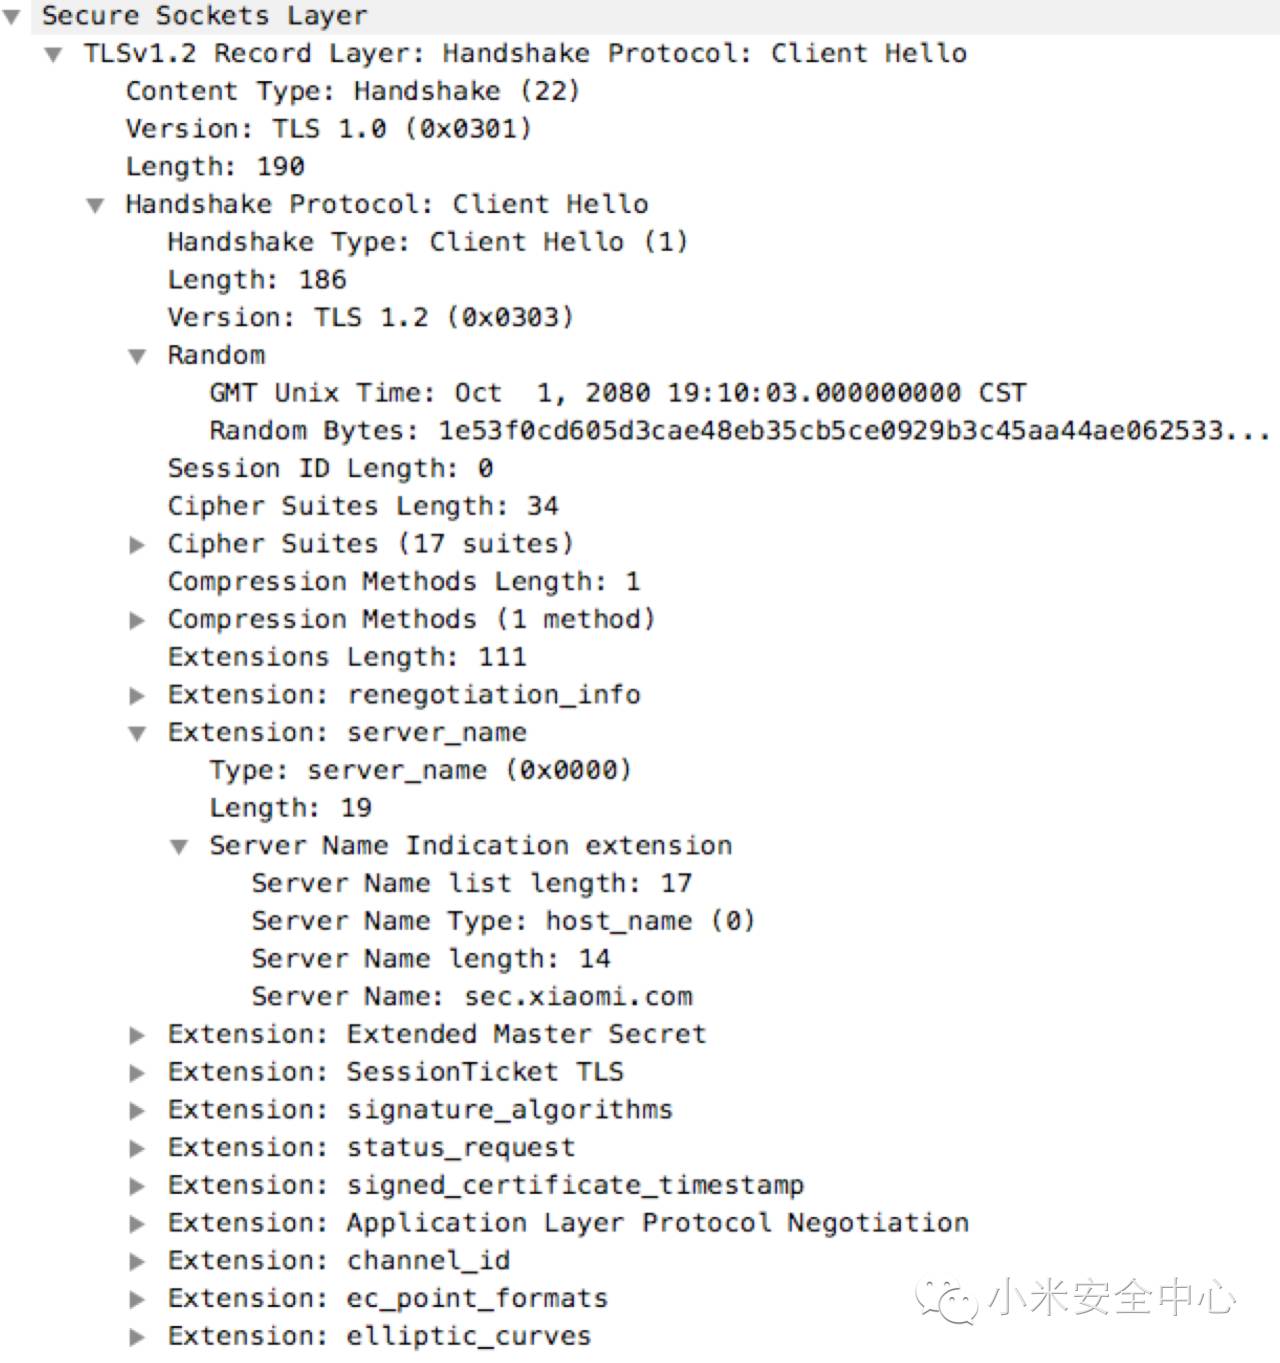 Secure Sockets Layer
TLSv1.2 Record Layer: Handshake Protocol: Client Hello
Content Type: Handshake (22)
Version: TLS 1.0 (0x0301)
Length: 190
Handshake Protocol: Client Hello
Handshake Type: Client Hello (1)
Length: 186
Version: TLS 1.2 (0x0303)
Random
GMT Unix Time: Oct  1, 2080 19:10:03.000000000 CST
Random Bytes: 1e53f0cd605d3cae48eb35cb5ce0929b3c45aa44ae062533...
Session ID Length: 0
Cipher Suites Length: 34
Cipher Suites (17 suites)
Compression Methods Length: 1
Compression Methods (1 method)
Extensions Length: 111
Extension: renegotiation_info
Extension: server_name
Type: server_name (0x0000)
Length: 19
Server Name Indication extension
Server Name list length: 17
Server Name Type: host_name (0)
Server Name length: 14
Server Name: sec.xiaomi.com
Extension: Extended Master Secret
Extension: SessionTicket TLS
Extension: signature_algorithms
Extension: status_request
Extension: signed_certificate_timestamp
Extension: Application Layer Protocol Negotiation
Extension: channel_id
Extension: ec_point_formats
Extension: elliptic_curves
小米安全中心